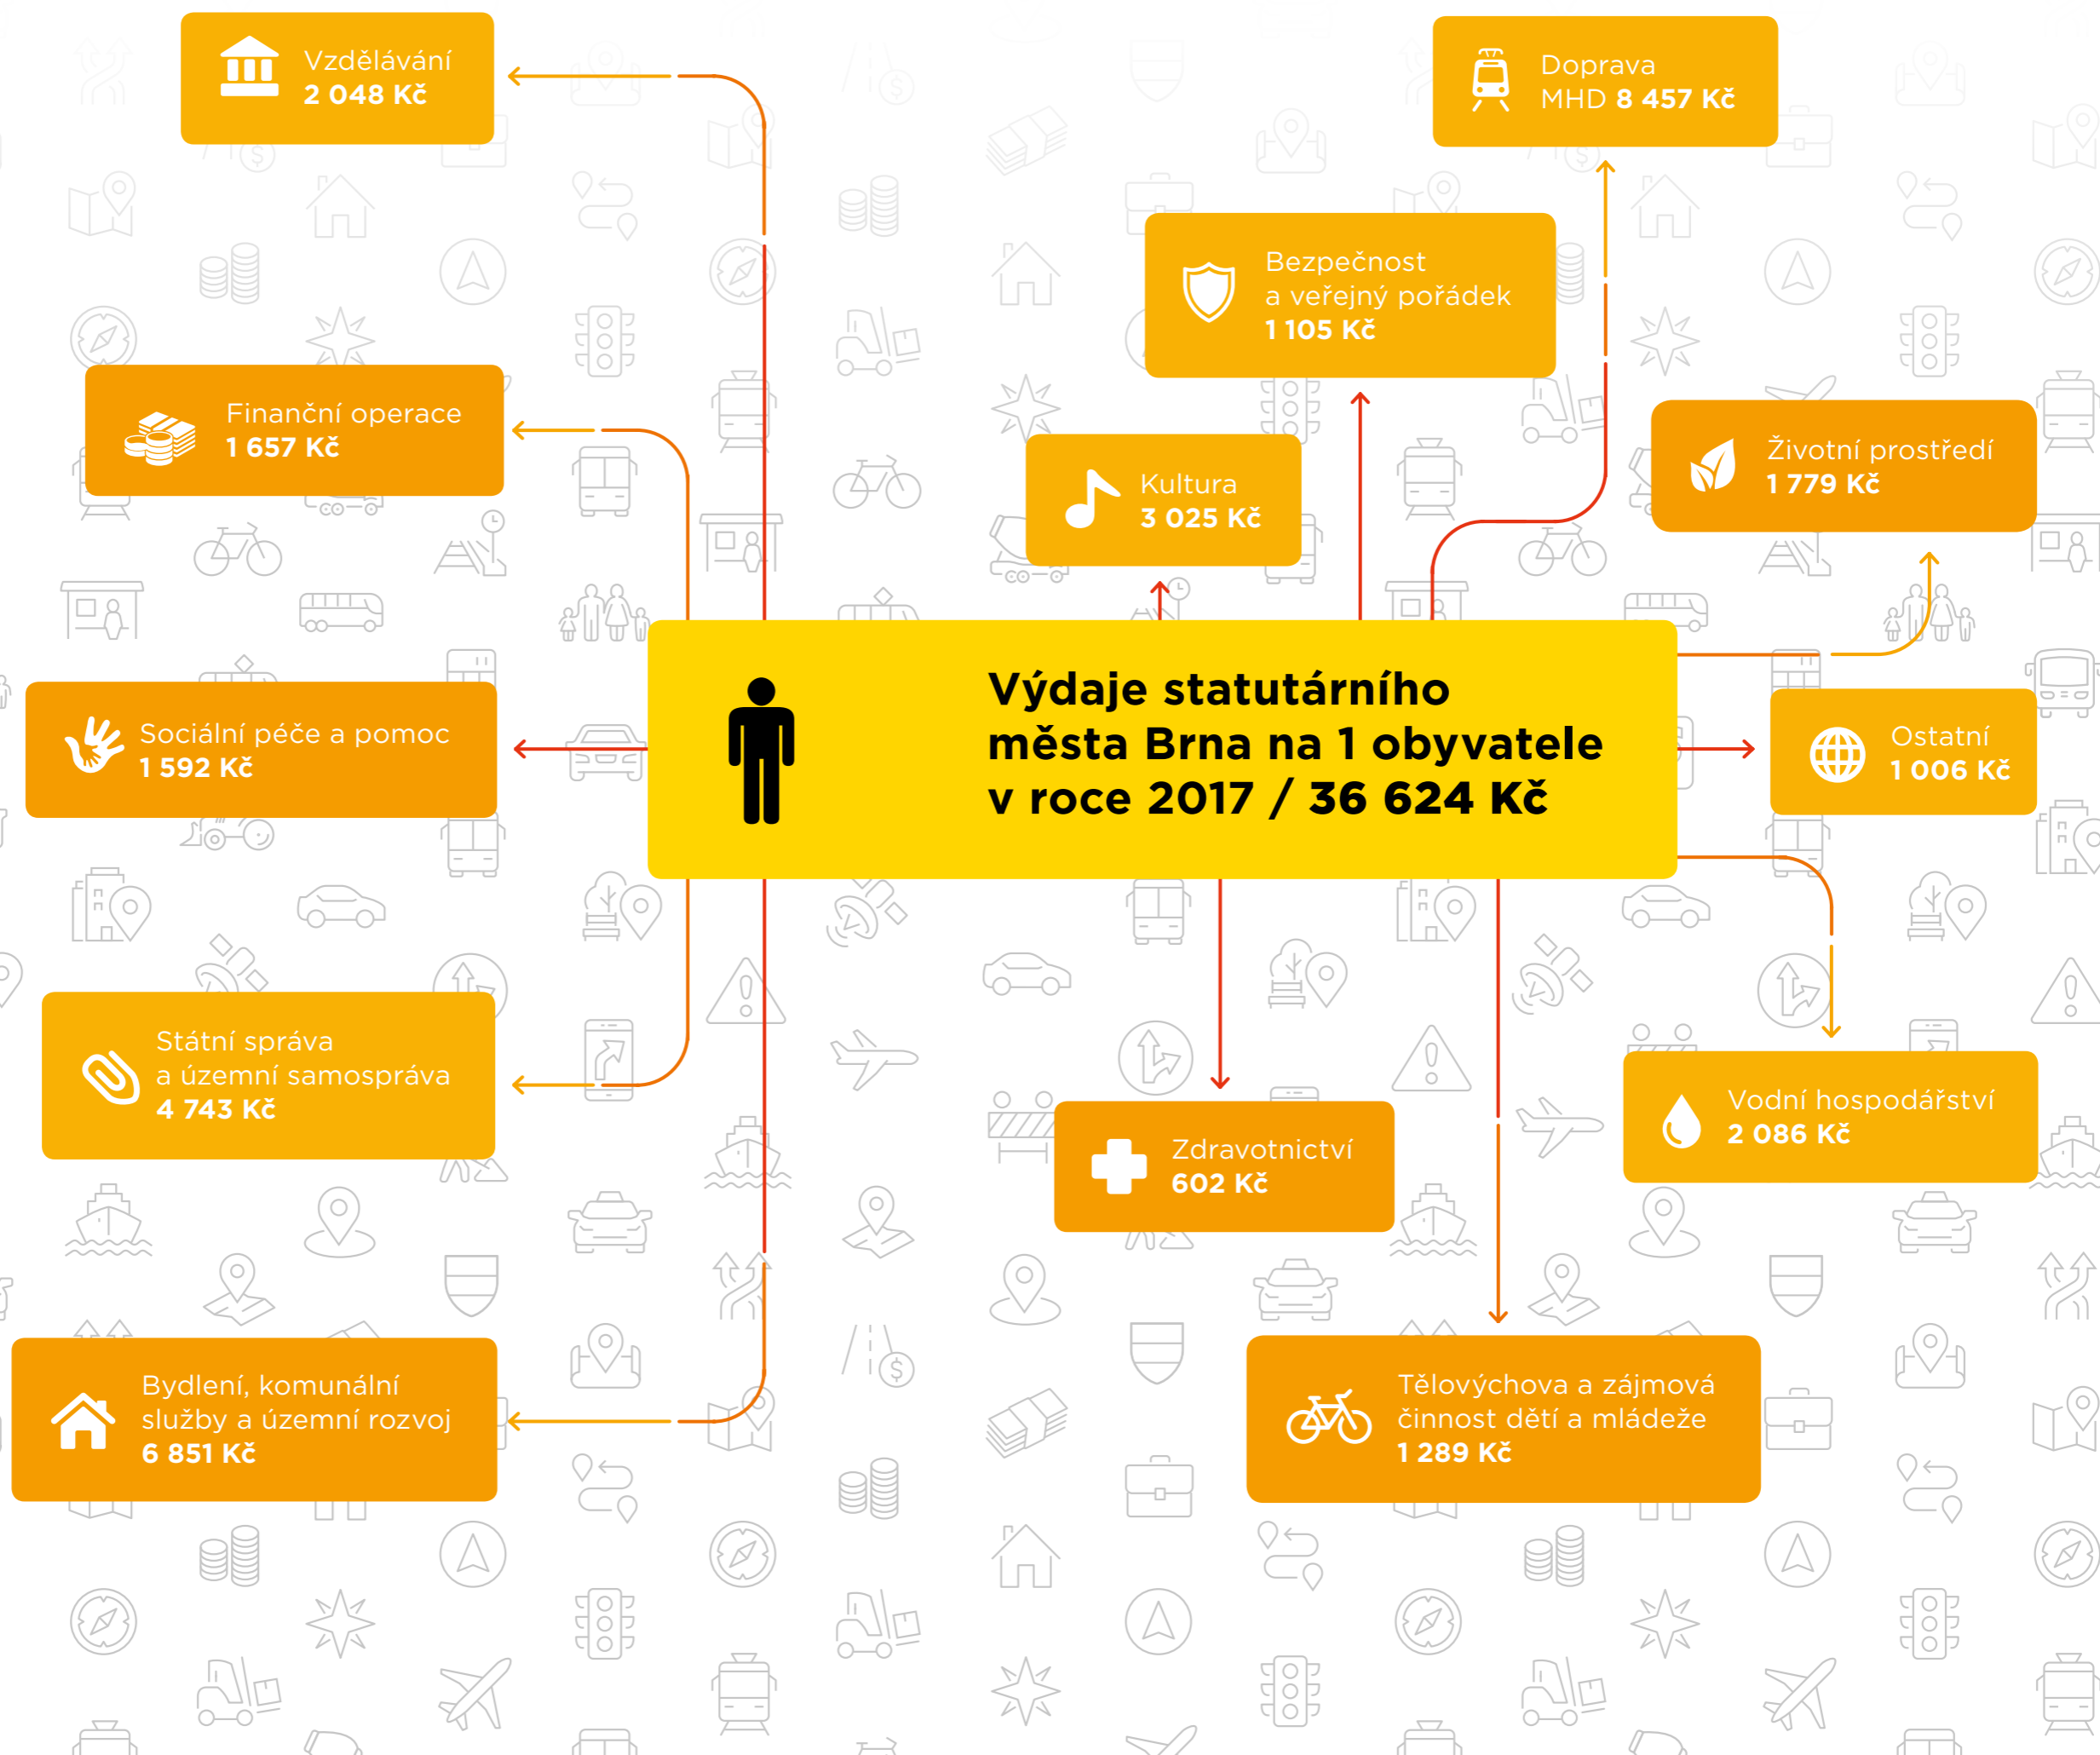 Vzdělávání
2 048 Kč
Doprava
MHD 8 457 Kč
Bezpečnost
a veřejný pořádek
1 105 Kč
Finanční operace
1 657 Kč
Kultura
3 025 Kč
Životní prostředí
1 779 Kč
Sociální péče a pomoc
1 592 Kč
Výdaje statutárního
města Brna na 1 obyvatele
v roce 2017 / 36 624 Kč
Ostatní
1 006 Kč
Státní správa
a územní samospráva
4 743 Kč
Zdravotnictví
602 Kč
Vodní hospodářství
2 086 Kč
Bydlení, komunální
služby a územní rozvoj
6 851 Kč
Tělovýchova a zájmová
činnost dětí a mládeže
1 289 Kč